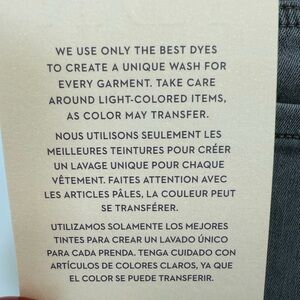 WE USE ONLY THE BEST DYES
TO CREATE A UNIQUE WASH FOR
EVERY GARMENT. TAKE CARE
AROUND LIGHT-COLORED ITEMS,
AS COLOR MAY TRANSFER.
NOUS UTILISONS SEULEMENT LES
MEILLEURES TEINTURES POUR CRÉER
UN LAVAGE UNIQUE POUR CHAQUE
VÊTEMENT. FAITES ATTENTION AVEC
LES ARTICLES PÂLES, LA COULEUR PEUT
SE TRANSFÉRER.
UTILIZAMOS SOLAMENTE LOS MEJORES
TINTES PARA CREAR UN LAVADO ÚNICO
PARA CADA PRENDA. TENGA CUIDADO CON
ARTÍCULOS DE COLORES CLAROS, YA QUE
EL COLOR SE PUEDE TRANSFERIR.